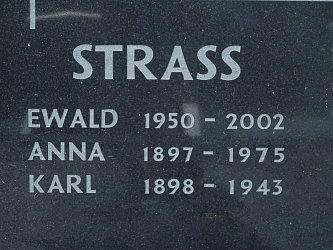 STRASS
EWALD 1950 - 2002
ANNA 1897 - 1975
KARL 1898 - 1943